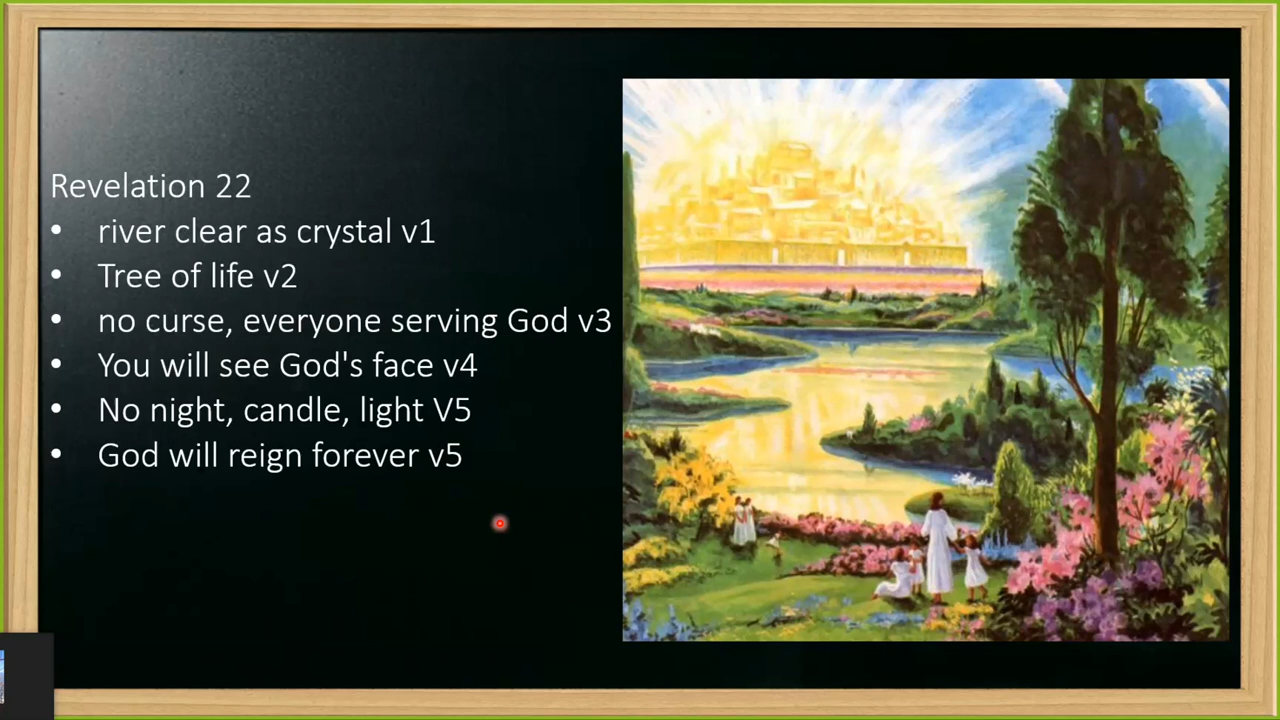 Revelation 22
• river clear as crystal v1
• Tree of life v2
• no curse, everyone serving God v3
• You will see God's face v4
• No night, candle, light V5
• God will reign forever v5